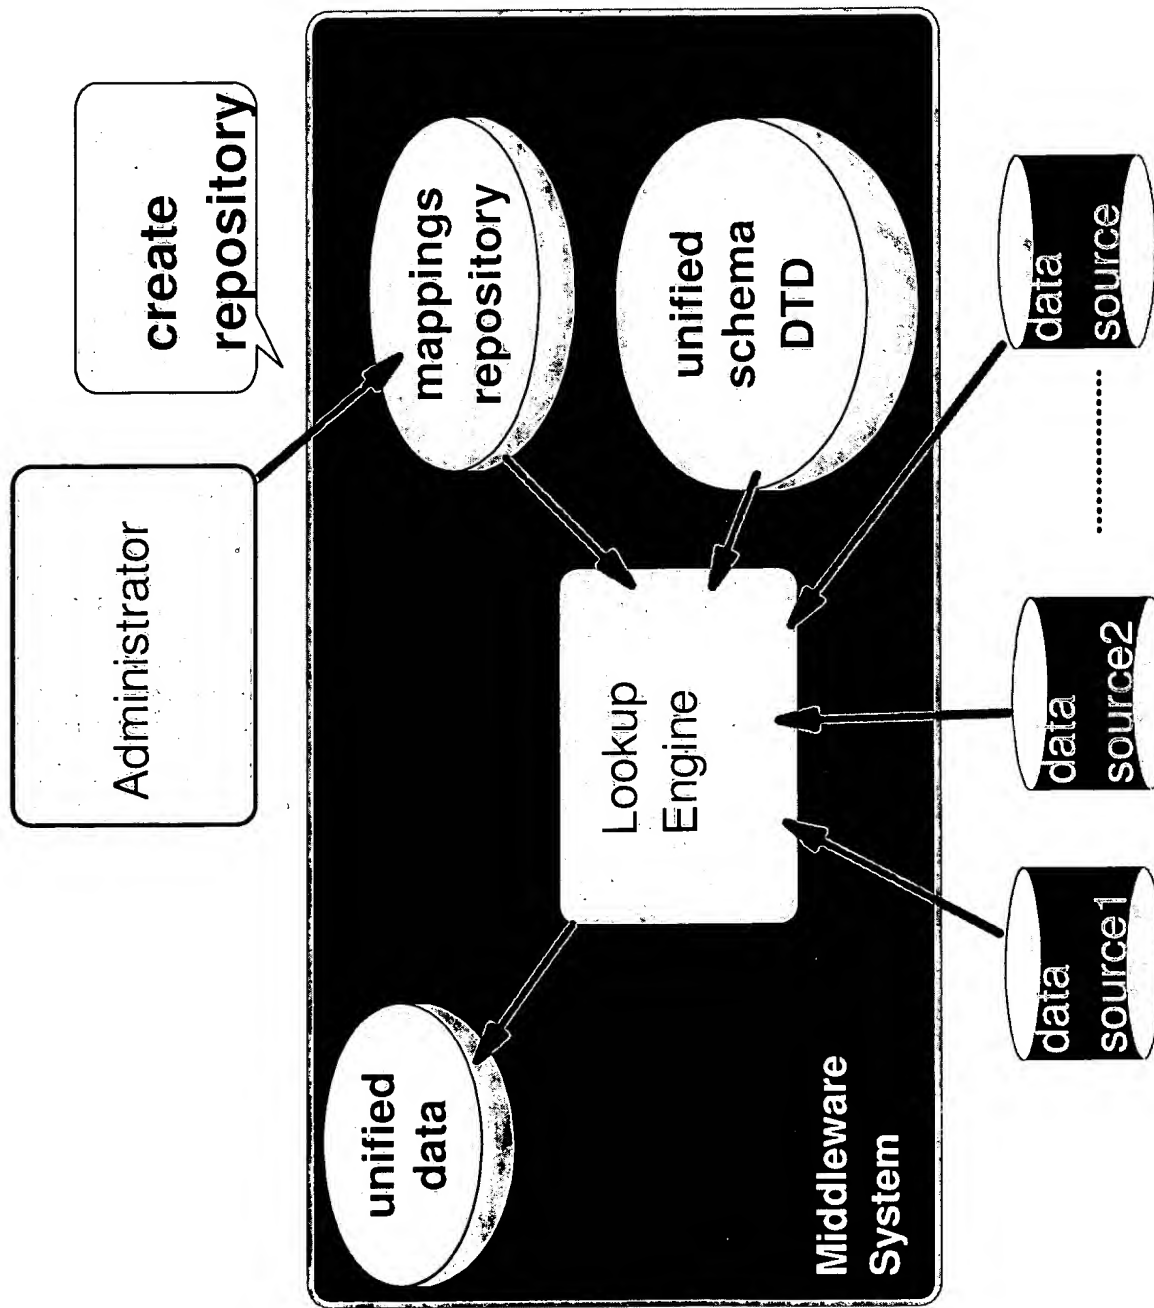 Administrator
create
repository
unified
data
mappings
repository
Lookup
Engine
unified
schema
DTD
Middleware
System
data
source1
data
source2
data
source